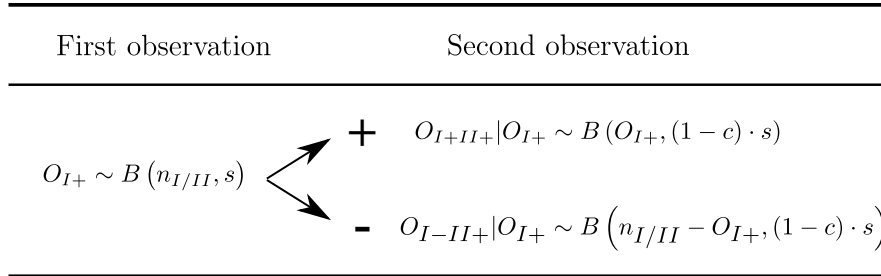 First observation Second observation
+ O_{I+II+}|O_{I+} ∼ B (O_{I+}, (1 − c) · s)
O_{I+} ∼ B (n_{I/II}, s)
- O_{I−II+}|O_{I+} ∼ B (n_{I/II} − O_{I+}, (1 − c) · s)